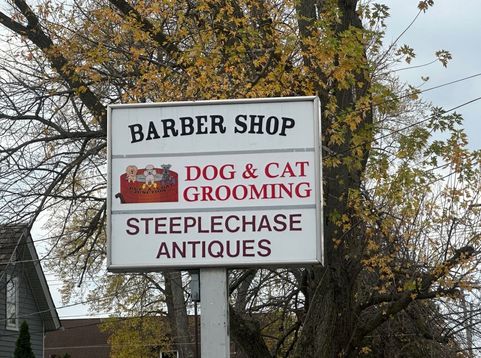 BARBER SHOP
DOG & CAT
GROOMING
STEEPLECHASE
ANTIQUES